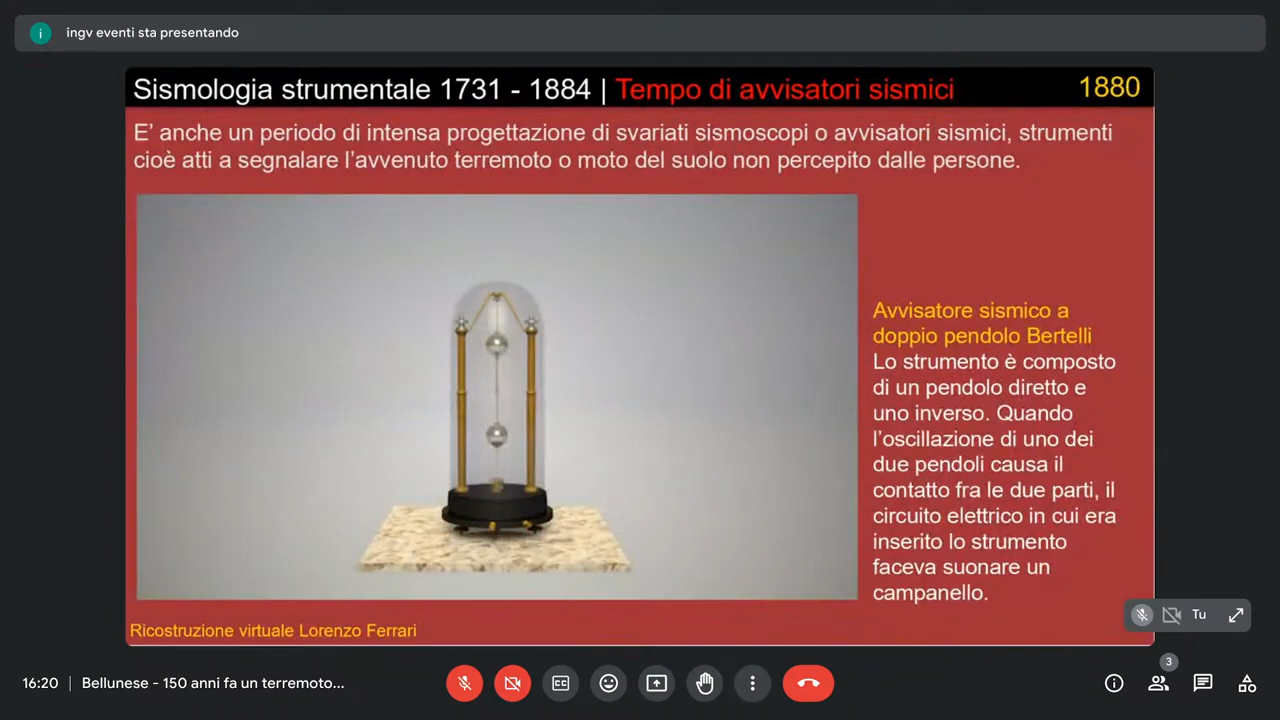 i ingv eventi sta presentando
Sismologia strumentale 1731 - 1884 | Tempo di avvisatori sismici 1880
E' anche un periodo di intensa progettazione di svariati sismoscopi o avvisatori sismici, strumenti
cioè atti a segnalare l'avvenuto terremoto o moto del suolo non percepito dalle persone.
Avvisatore sismico a
doppio pendolo Bertelli
Lo strumento è composto
di un pendolo diretto e
uno inverso. Quando
l'oscillazione di uno dei
due pendoli causa il
contatto fra le due parti, il
circuito elettrico in cui era
inserito lo strumento
faceva suonare un
campanello.
Tu
Ricostruzione virtuale Lorenzo Ferrari
3
16:20 | Bellunese - 150 anni fa un terremoto...